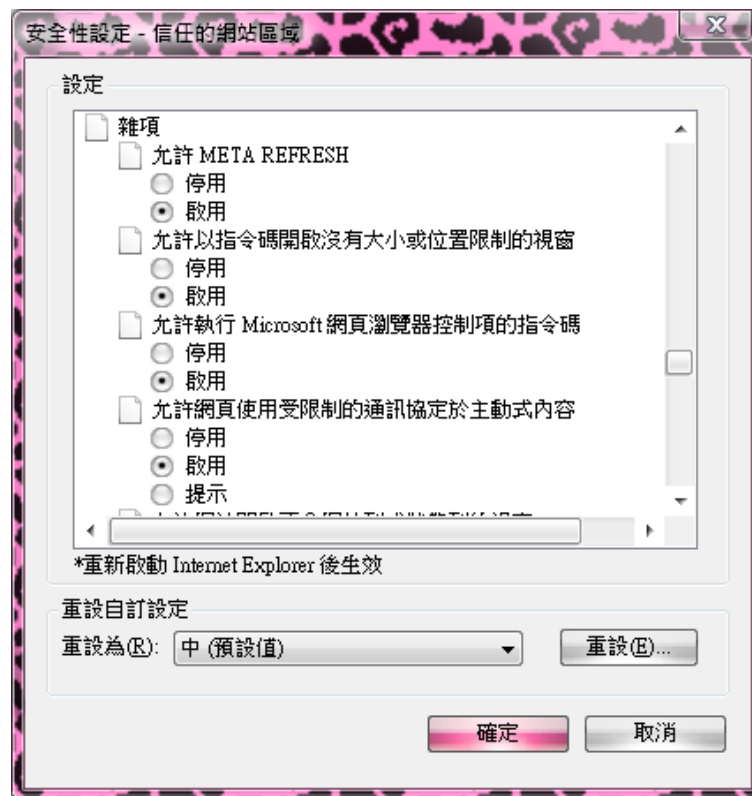 安全性設定 - 信任的網站區域
設定
雜項
允許 META REFRESH
停用
啟用
允許以指令碼開啟沒有大小或位置限制的視窗
停用
啟用
允許執行 Microsoft 網頁瀏覽器控制項的指令碼
停用
啟用
允許網頁使用受限制的通訊協定於主動式內容
停用
啟用
提示
*重新啟動 Internet Explorer 後生效
重設自訂設定
重設為(R): 中 (預設值) 重設(E)...
確定 取消